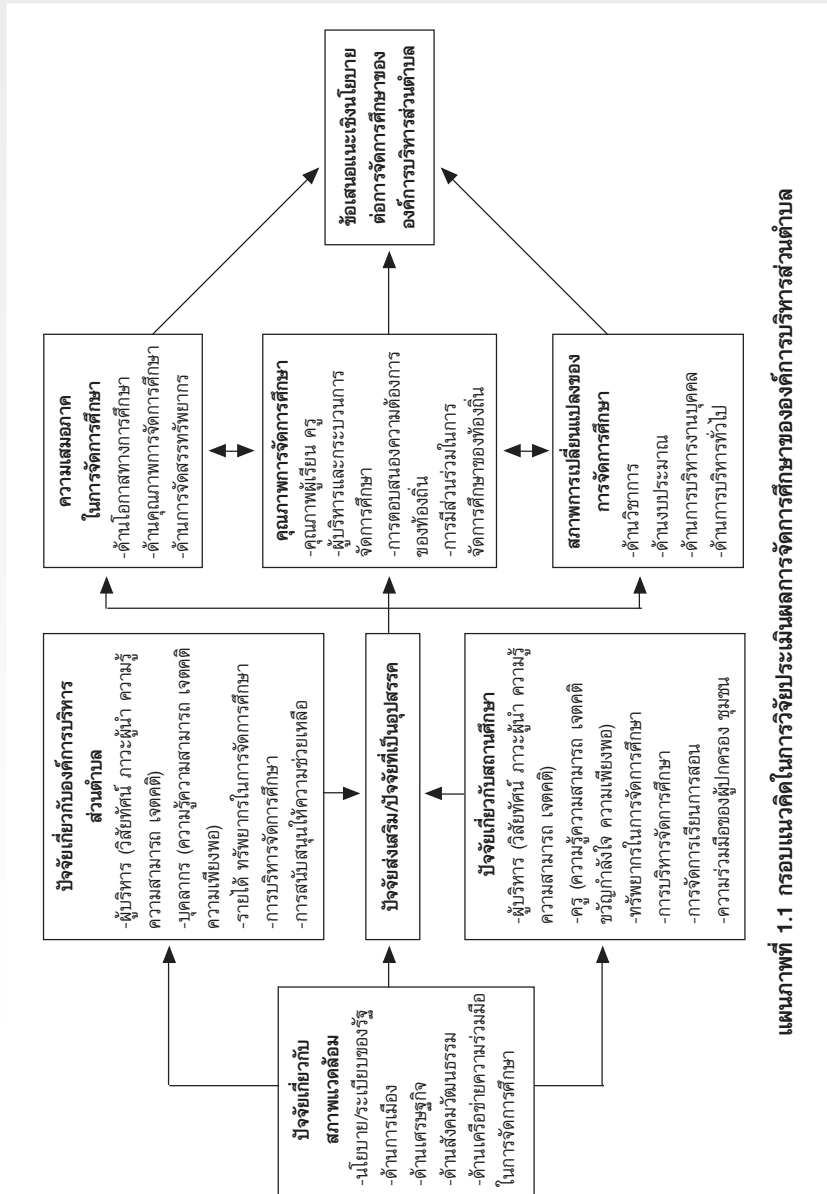 ปัจจัยเกี่ยวกับ
สภาพแวดล้อม
-นโยบาย/ระเบียบของรัฐ
-ด้านการเมือง
-ด้านเศรษฐกิจ
-ด้านสังคมวัฒนธรรม
-ด้านเครือข่ายความร่วมมือ
ในการจัดการศึกษา
ปัจจัยเกี่ยวกับองค์การบริหาร
ส่วนตำบล
-ผู้บริหาร (วิสัยทัศน์ ภาวะผู้นำ ความรู้
ความสามารถ เจตคติ)
-บุคลากร (ความรู้ความสามารถ เจตคติ
ความเพียงพอ)
-รายได้ ทรัพยากรในการจัดการศึกษา
-การบริหารจัดการศึกษา
-การสนับสนุนให้ความช่วยเหลือ
ปัจจัยส่งเสริม/ปัจจัยที่เป็นอุปสรรค
ปัจจัยเกี่ยวกับสถานศึกษา
-ผู้บริหาร (วิสัยทัศน์ ภาวะผู้นำ ความรู้
ความสามารถ เจตคติ)
-ครู (ความรู้ความสามารถ เจตคติ
ขวัญกำลังใจ ความเพียงพอ)
-ทรัพยากรในการจัดการศึกษา
-การบริหารจัดการศึกษา
-การจัดการเรียนการสอน
-ความร่วมมือของผู้ปกครอง ชุมชน
ความเสมอภาค
ในการจัดการศึกษา
-ด้านโอกาสทางการศึกษา
-ด้านคุณภาพการจัดการศึกษา
-ด้านการจัดสรรทรัพยากร
คุณภาพการจัดการศึกษา
-คุณภาพผู้เรียน ครู
-ผู้บริหารและกระบวนการ
จัดการศึกษา
-การตอบสนองความต้องการ
ของท้องถิ่น
-การมีส่วนร่วมในการ
จัดการศึกษาของท้องถิ่น
สภาพการเปลี่ยนแปลงของ
การจัดการศึกษา
-ด้านวิชาการ
-ด้านงบประมาณ
-ด้านการบริหารงานบุคคล
-ด้านการบริหารทั่วไป
ข้อเสนอแนะเชิงนโยบาย
ต่อการจัดการศึกษาของ
องค์การบริหารส่วนตำบล
แผนภาพที่ 1.1 กรอบแนวคิดในการวิจัยประเมินผลการจัดการศึกษาขององค์การบริหารส่วนตำบล